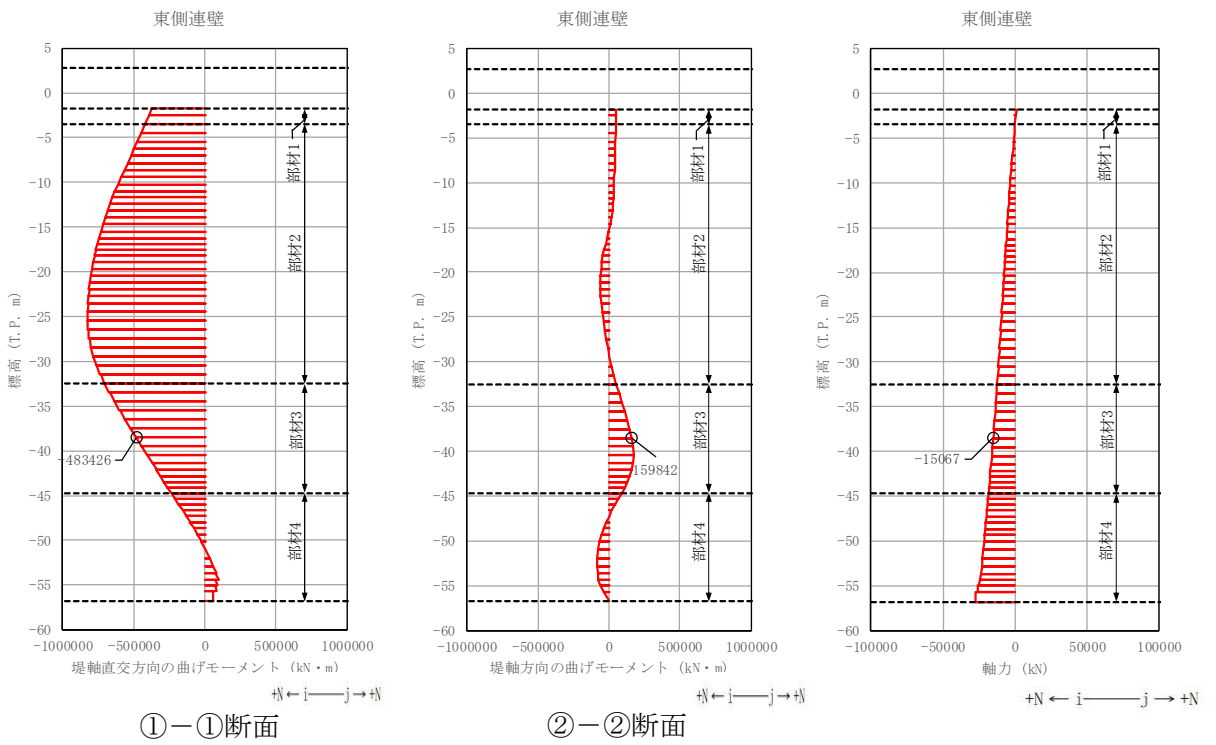 東側連壁
5
0
-5
-10
-15
-20
-25
-30
-35
-40
-45
-50
-55
-60
標高 (T.P. m)
部材1
部材2
部材3
部材4
-483426
-1000000 -500000 0 500000 1000000
堤軸直交方向の曲げモーメント (kN・m)
+N ← i —— j → +N
①－①断面
東側連壁
5
0
-5
-10
-15
-20
-25
-30
-35
-40
-45
-50
-55
-60
標高 (T.P. m)
部材1
部材2
部材3
部材4
159842
-1000000 -500000 0 500000 1000000
堤軸方向の曲げモーメント (kN・m)
+N ← i —— j → +N
②－②断面
東側連壁
5
0
-5
-10
-15
-20
-25
-30
-35
-40
-45
-50
-55
-60
標高 (T.P. m)
部材1
部材2
部材3
部材4
-15067
-100000 -50000 0 50000 100000
軸力 (kN)
+N ← i —— j → +N